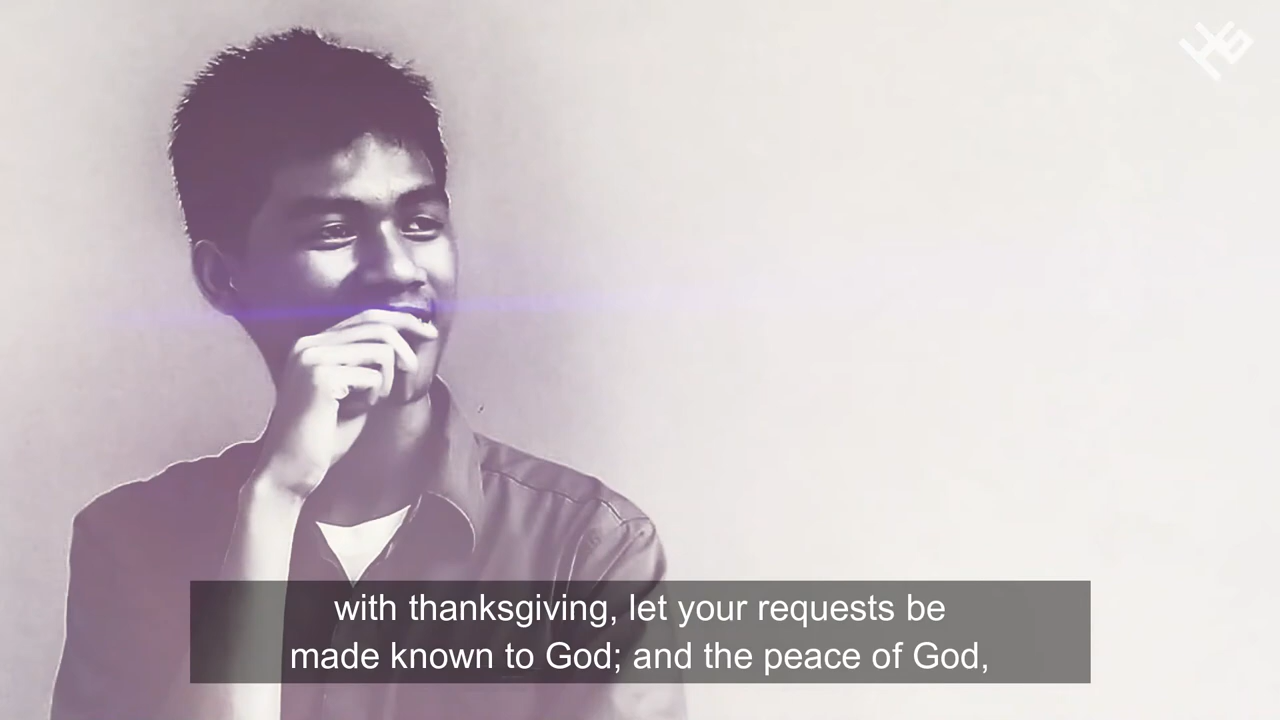 with thanksgiving, let your requests be
made known to God; and the peace of God,